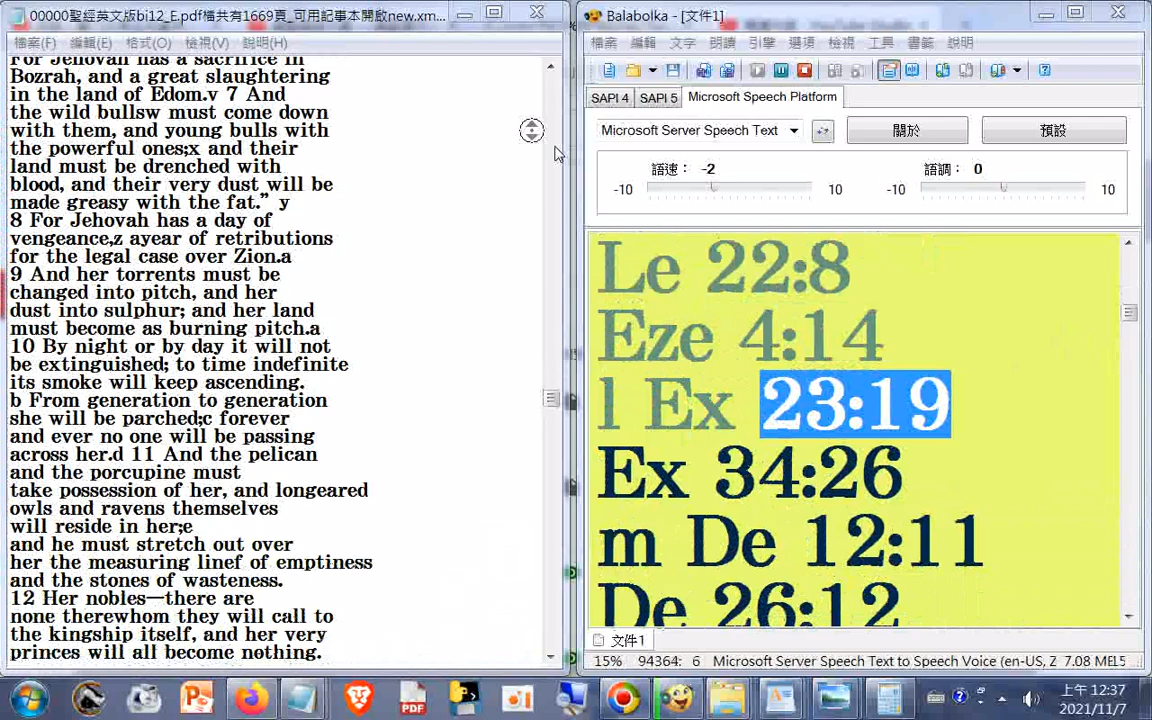 00000聖經英文版bi12_E.pdf檔共有1669頁_可用記事本開啟new.xm...
檔案(F) 編輯(E) 格式(O) 檢視(V) 說明(H)
For Jehovah has a sacrifice in
Bozrah, and a great slaughtering
in the land of Edom.v 7 And
the wild bullsw must come down
with them, and young bulls with
the powerful ones;x and their
land must be drenched with
blood, and their very dust will be
made greasy with the fat.” y
8 For Jehovah has a day of
vengeance,z ayear of retributions
for the legal case over Zion.a
9 And her torrents must be
changed into pitch, and her
dust into sulphur; and her land
must become as burning pitch.a
10 By night or by day it will not
be extinguished; to time indefinite
its smoke will keep ascending.
b From generation to generation
she will be parched;c forever
and ever no one will be passing
across her.d 11 And the pelican
and the porcupine must
take possession of her, and longeared
owls and ravens themselves
will reside in her;e
and he must stretch out over
her the measuring linef of emptiness
and the stones of wasteness.
12 Her nobles—there are
none therewhom they will call to
the kingship itself, and her very
princes will all become nothing.
Balabolka - [文件1]
檔案 編輯 文字 朗讀 引擎 選項 檢視 工具 書籤 說明
SAPI 4 SAPI 5 Microsoft Speech Platform
Microsoft Server Speech Text 關於 預設
語速： -2 語調： 0
-10 10 -10 10
Le 22:8
Eze 4:14
l Ex 23:19
Ex 34:26
m De 12:11
De 26:12
文件1
15% 94364: 6 Microsoft Server Speech Text to Speech Voice (en-US, Z 7.08 ME
上午 12:37
2021/11/7